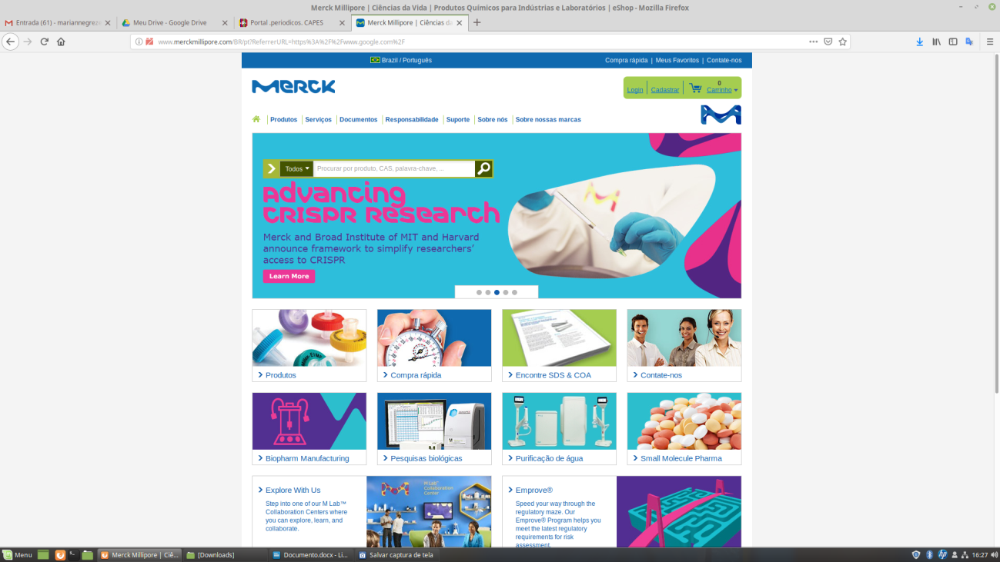 Merck Millipore | Ciências da Vida | Produtos Químicos para Indústrias e Laboratórios | eShop - Mozilla Firefox
Entrada (61) - mariannegreze
Meu Drive - Google Drive
Portal .periodicos. CAPES
Merck Millipore | Ciências da
www.merckmillipore.com/BR/pt?ReferrerURL=https%3A%2F%2Fwww.google.com%2F
Brazil / Português
Compra rápida | Meus Favoritos | Contate-nos
MERCK
Login
Cadastrar
0
Carrinho
Produtos
Serviços
Documentos
Responsabilidade
Suporte
Sobre nós
Sobre nossas marcas
Todos
Procurar por produto, CAS, palavra-chave, ...
Advancing
CRISPR Research
Merck and Broad Institute of MIT and Harvard
announce framework to simplify researchers’
access to CRISPR
Learn More
Produtos
Compra rápida
Encontre SDS & COA
Contate-nos
Biopharm Manufacturing
Pesquisas biológicas
Purificação de água
Small Molecule Pharma
Explore With Us
Step into one of our M Lab™
Collaboration Centers where
you can explore, learn, and
collaborate.
M Lab™
Collaboration
Center
Emprove®
Speed your way through the
regulatory maze. Our
Emprove® Program helps you
meet the latest regulatory
requirements for risk
assessment.
Menu
Merck Millipore | Ciê...
[Downloads]
Documento.docx - Li...
Salvar captura de tela
16:27